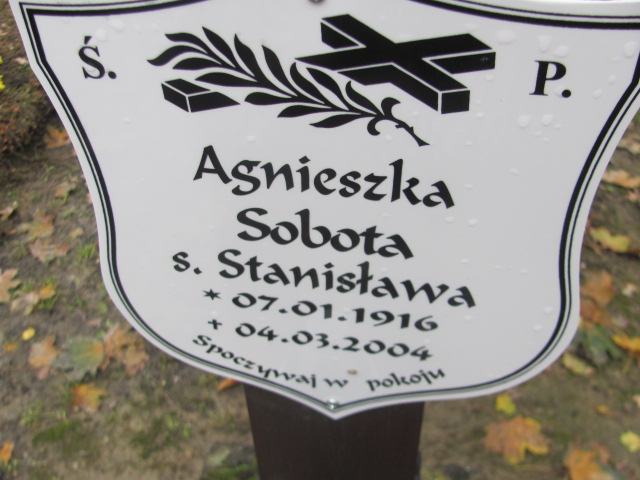 Ś. P.
Agnieszka
Sobota
s. Stanisława
* 07.01.1916
+ 04.03.2004
Spoczywaj w pokoju